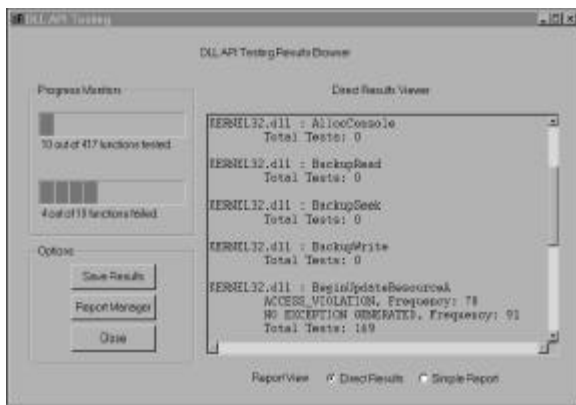 DLL API Testing
DLL API Testing Results Browser
Progress Monitors
10 out of 417 functions tested.
4 out of 10 functions failed.
Options
Save Results
Report Manager
Close
Direct Results Viewer
KERNEL32.dll : AllocConsole
Total Tests: 0
KERNEL32.dll : BackupRead
Total Tests: 0
KERNEL32.dll : BackupSeek
Total Tests: 0
KERNEL32.dll : BackupWrite
Total Tests: 0
KERNEL32.dll : BeginUpdateResourceA
ACCESS_VIOLATION, Frequency: 78
NO EXCEPTION GENERATED, Frequency: 91
Total Tests: 169
Report View
Direct Results
Simple Report